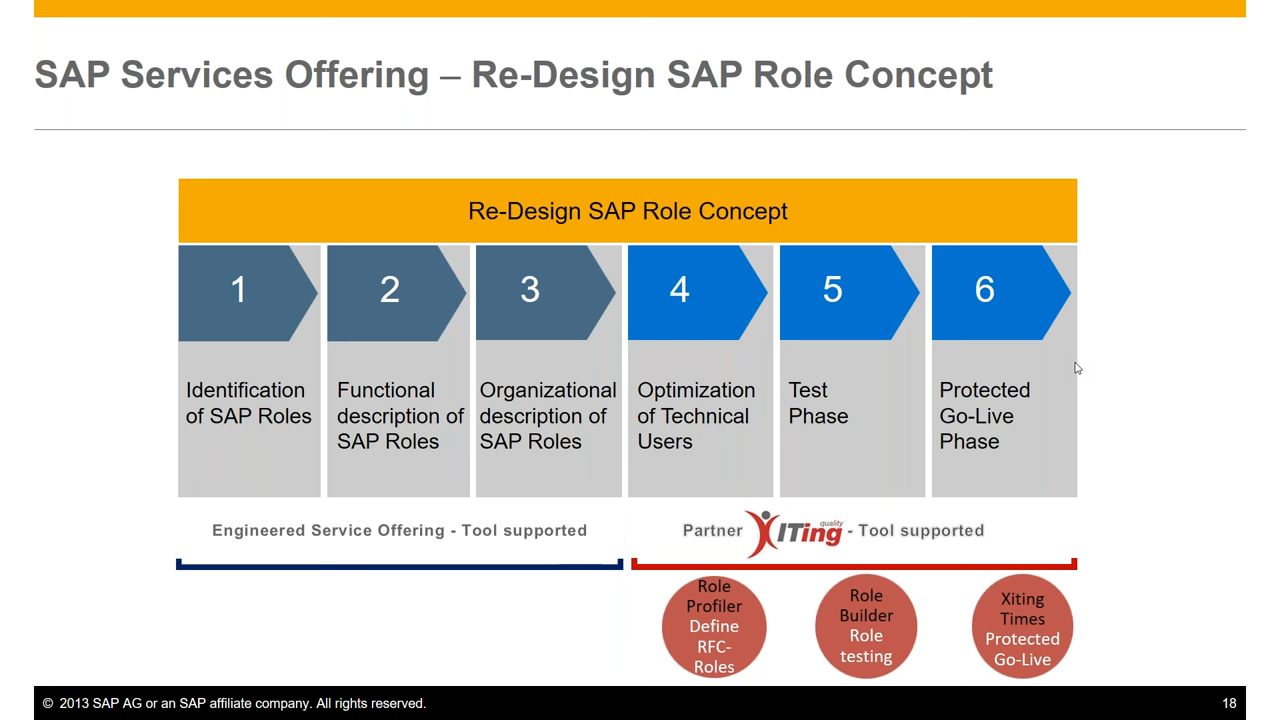 SAP Services Offering – Re-Design SAP Role Concept
Re-Design SAP Role Concept
1
2
3
4
5
6
Identification
of SAP Roles
Functional
description of
SAP Roles
Organizational
description of
SAP Roles
Optimization
of Technical
Users
Test
Phase
Protected
Go-Live
Phase
Engineered Service Offering - Tool supported
Partner XITing quality - Tool supported
Role
Profiler
Define
RFC-
Roles
Role
Builder
Role
testing
Xiting
Times
Protected
Go-Live
© 2013 SAP AG or an SAP affiliate company. All rights reserved.
18